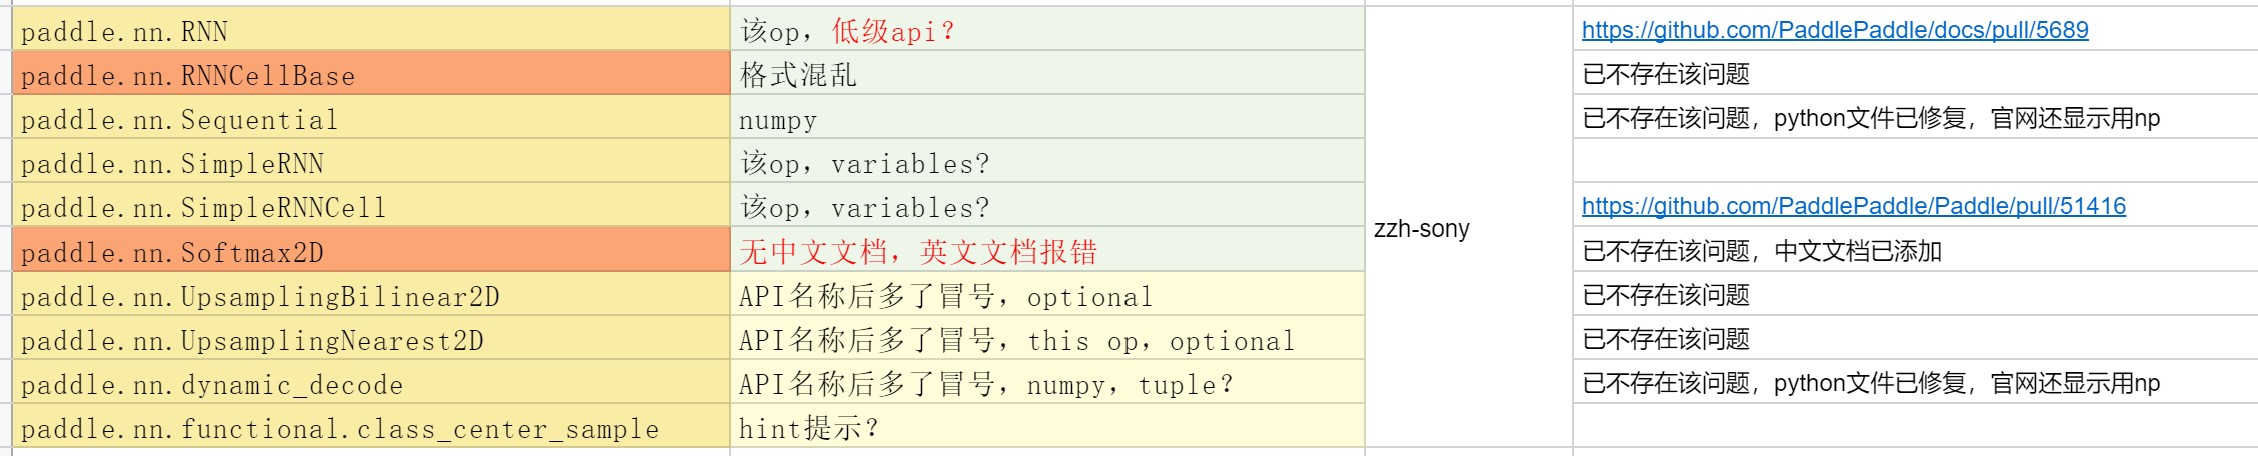 paddle.nn.RNN 该op，低级api？ https://github.com/PaddlePaddle/docs/pull/5689
paddle.nn.RNNCellBase 格式混乱 已不存在该问题
paddle.nn.Sequential numpy 已不存在该问题，python文件已修复，官网还显示用np
paddle.nn.SimpleRNN 该op，variables?
paddle.nn.SimpleRNNCell 该op，variables? https://github.com/PaddlePaddle/Paddle/pull/51416
zzh-sony
paddle.nn.Softmax2D 无中文文档，英文文档报错 已不存在该问题，中文文档已添加
paddle.nn.UpsamplingBilinear2D API名称后多了冒号，optional 已不存在该问题
paddle.nn.UpsamplingNearest2D API名称后多了冒号，this op，optional 已不存在该问题
paddle.nn.dynamic_decode API名称后多了冒号，numpy，tuple？ 已不存在该问题，python文件已修复，官网还显示用np
paddle.nn.functional.class_center_sample hint提示？